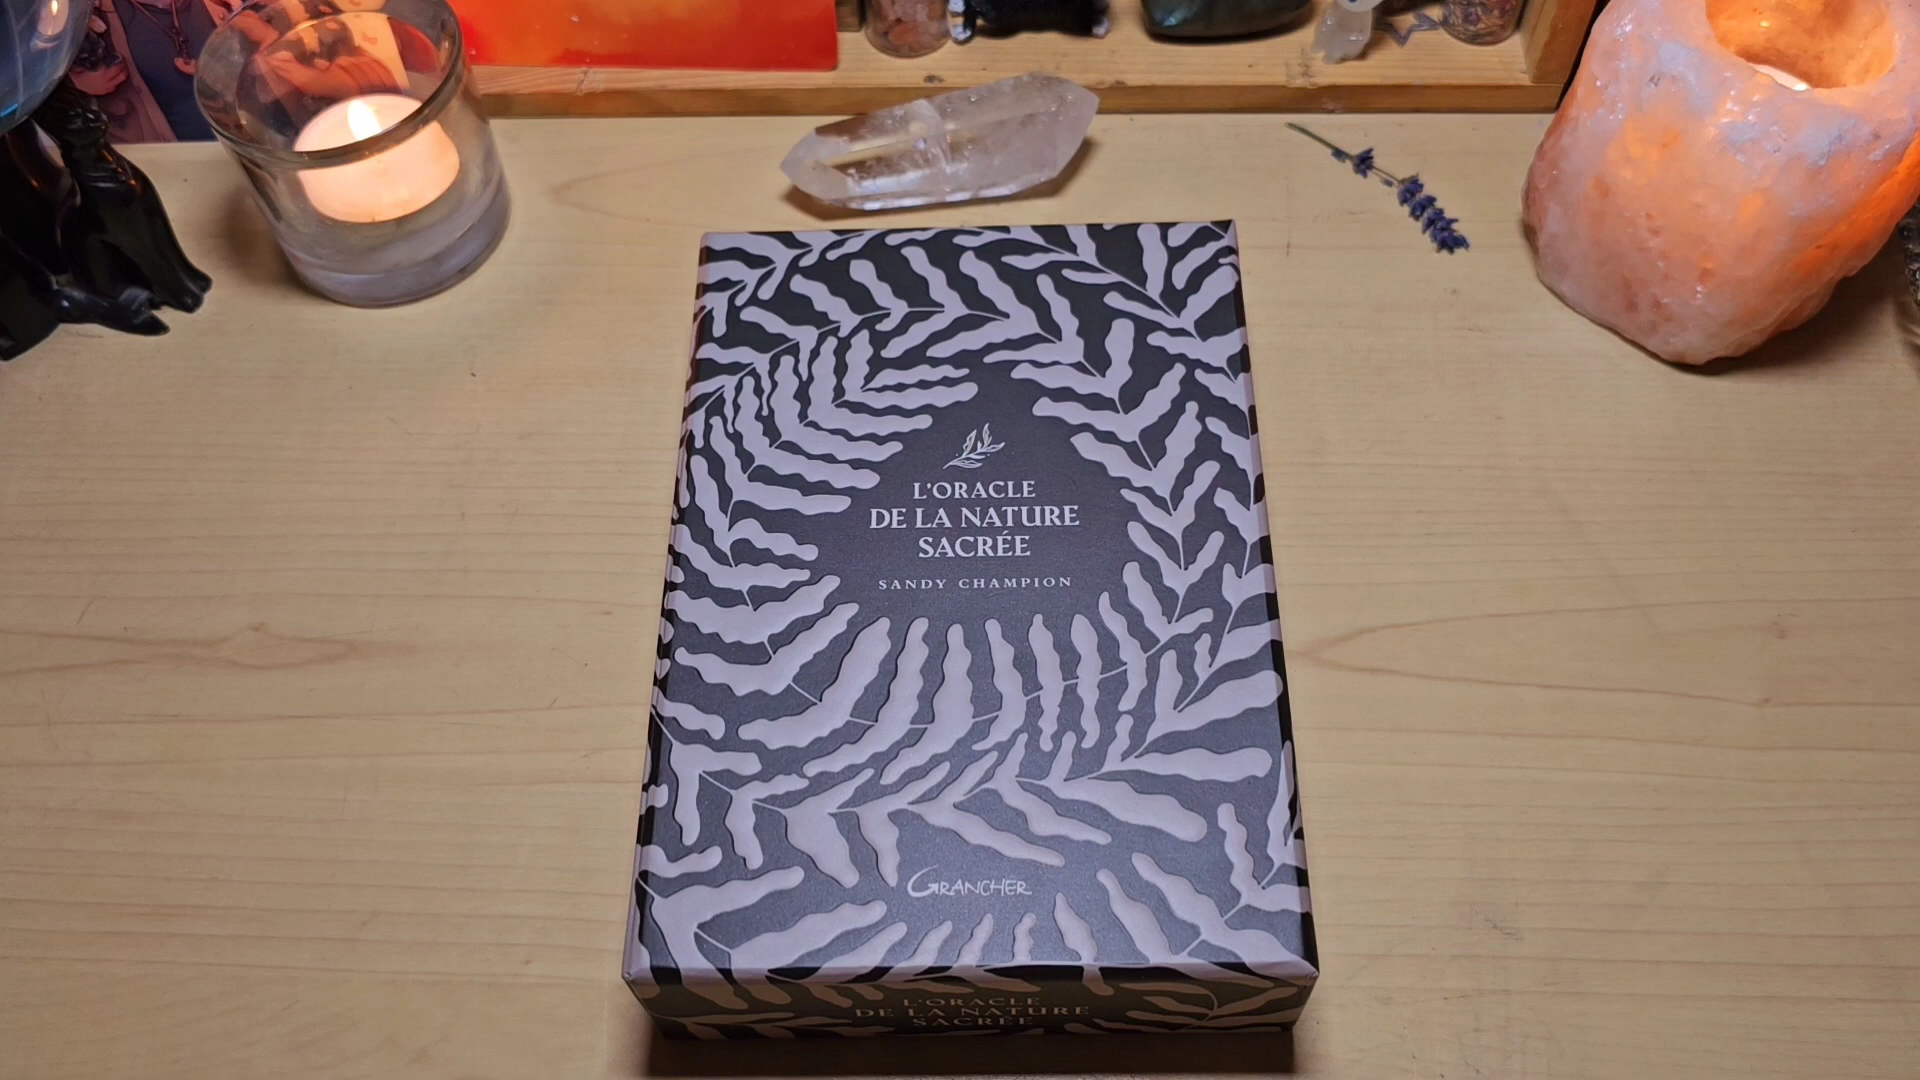 L'ORACLE
DE LA NATURE
SACRÉE
SANDY CHAMPION
GRANCHER
L'ORACLE
DE LA NATURE
SACRÉE